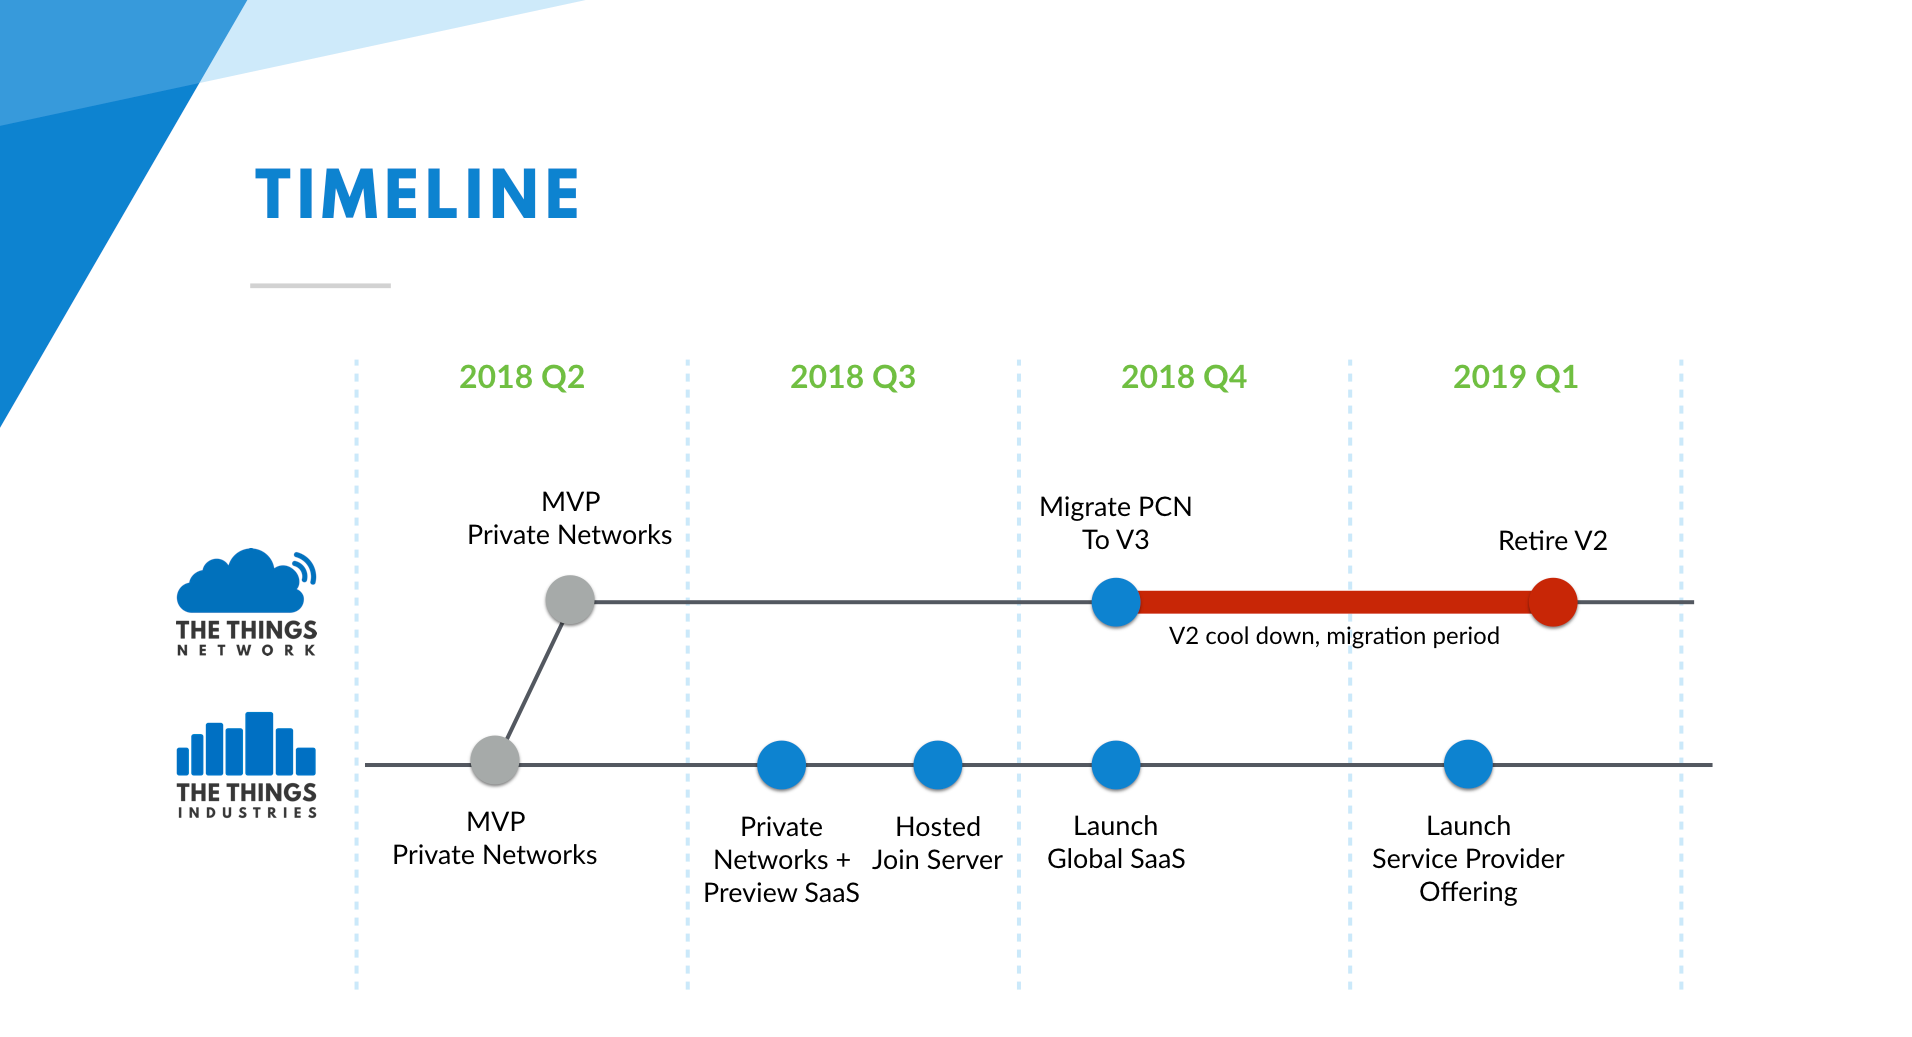 TIMELINE
2018 Q2
2018 Q3
2018 Q4
2019 Q1
MVP
Private Networks
Migrate PCN
To V3
Retire V2
THE THINGS
NETWORK
V2 cool down, migration period
THE THINGS
INDUSTRIES
MVP
Private Networks
Private
Networks +
Preview SaaS
Hosted
Join Server
Launch
Global SaaS
Launch
Service Provider
Offering